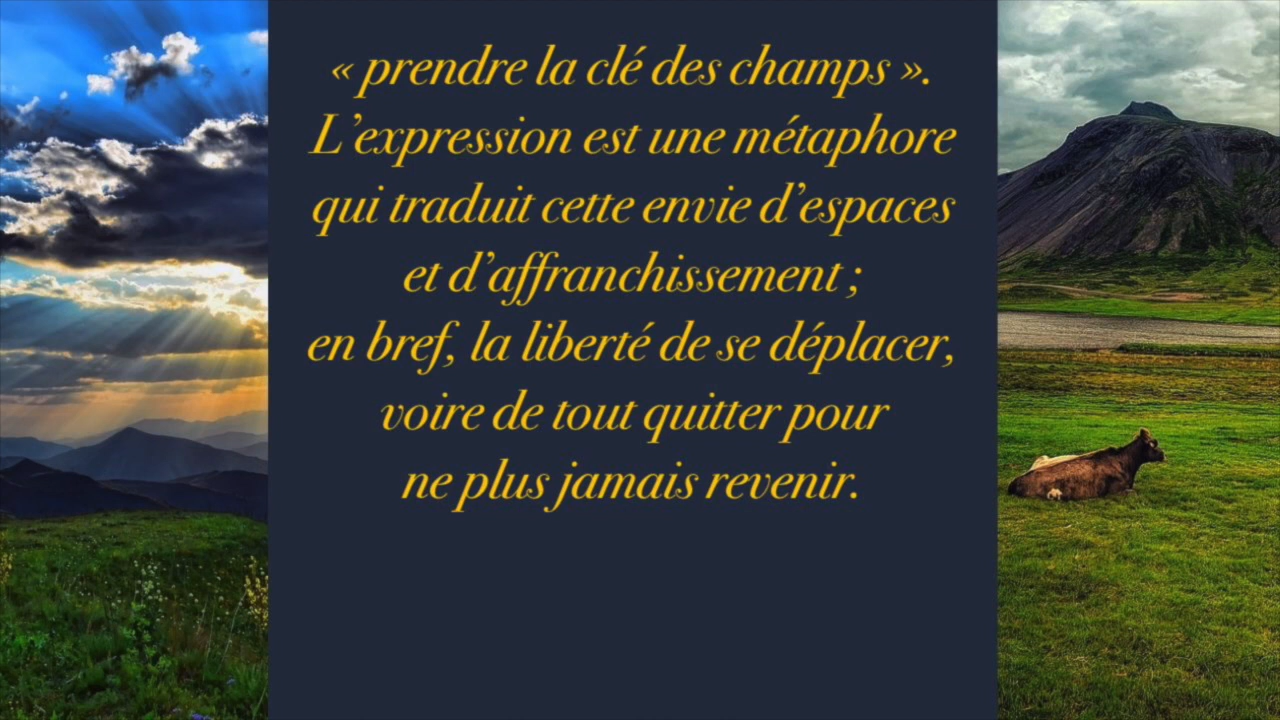 « prendre la clé des champs ».
L’expression est une métaphore
qui traduit cette envie d’espaces
et d’affranchissement ;
en bref, la liberté de se déplacer,
voire de tout quitter pour
ne plus jamais revenir.